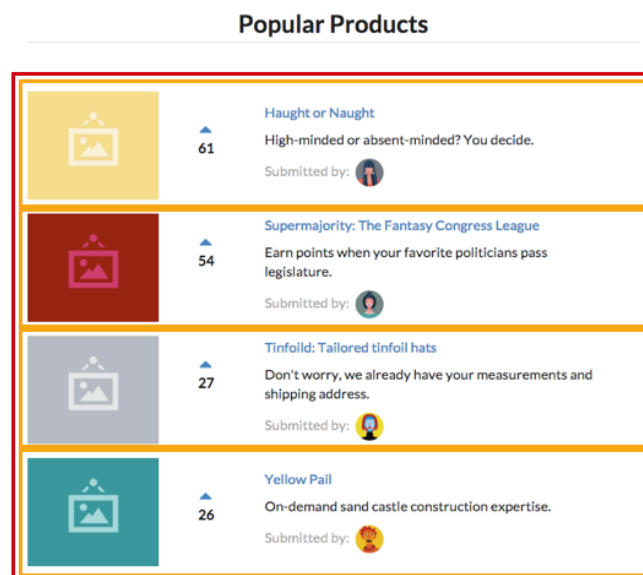 Popular Products
Haught or Naught
61
High-minded or absent-minded? You decide.
Submitted by:
Supermajority: The Fantasy Congress League
54
Earn points when your favorite politicians pass
legislature.
Submitted by:
Tinfoild: Tailored tinfoil hats
27
Don't worry, we already have your measurements and
shipping address.
Submitted by:
Yellow Pail
26
On-demand sand castle construction expertise.
Submitted by: